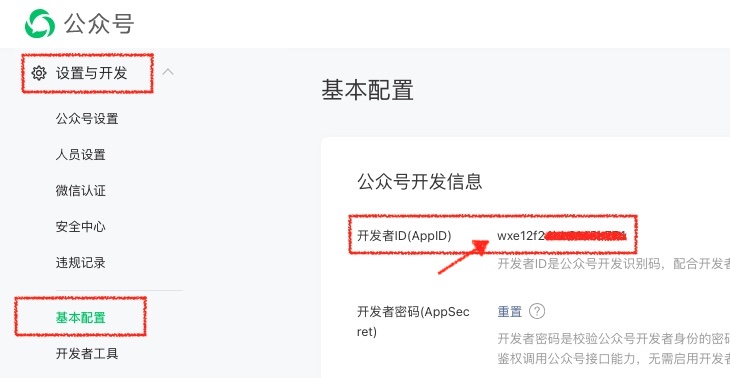 公众号
设置与开发
公众号设置
人员设置
微信认证
安全中心
违规记录
基本配置
开发者工具
基本配置
公众号开发信息
开发者ID(AppID)
wxe12f2
开发者ID是公众号开发识别码，配合开发者
开发者密码(AppSec
ret)
重置 ?
开发者密码是校验公众号开发者身份的密码
鉴权调用公众号接口能力，无需启用开发者